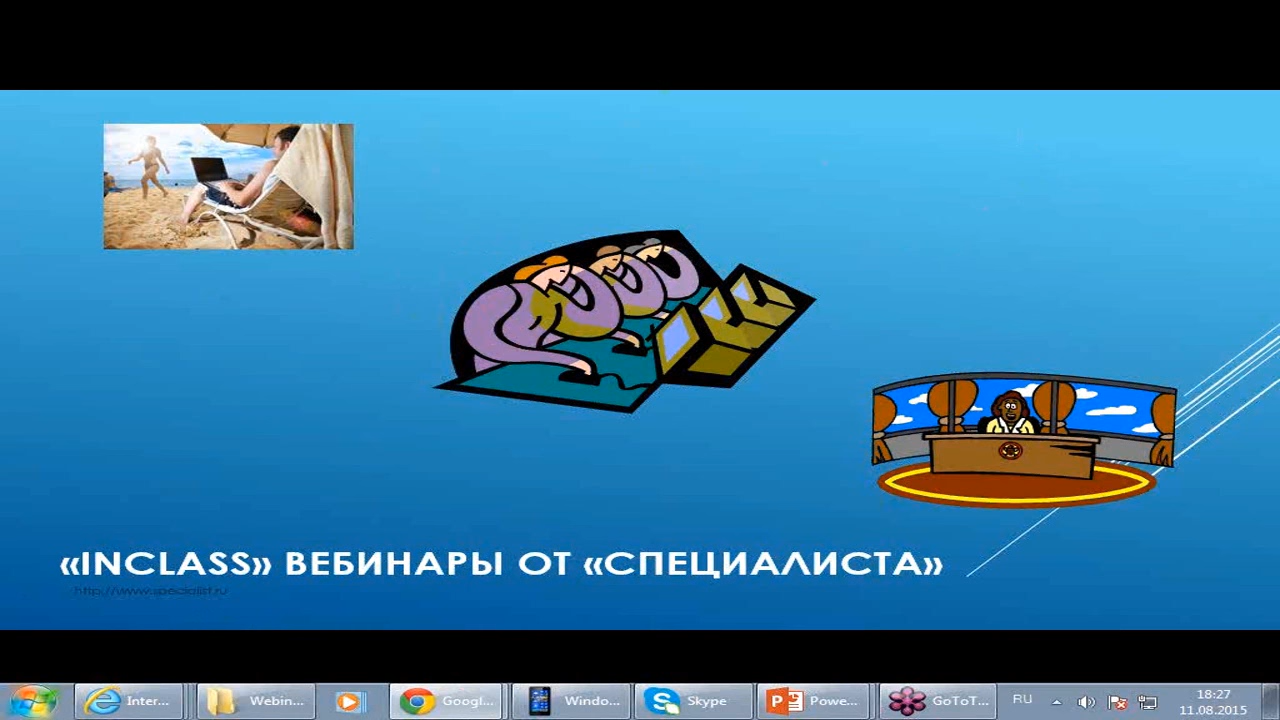 «INCLASS» ВЕБИНАРЫ ОТ «СПЕЦИАЛИСТА»
http://www.specialist.ru
Inter...
Webin...
Googl...
Windo...
Skype
Powe...
GoToT...
RU
18:27
11.08.2015